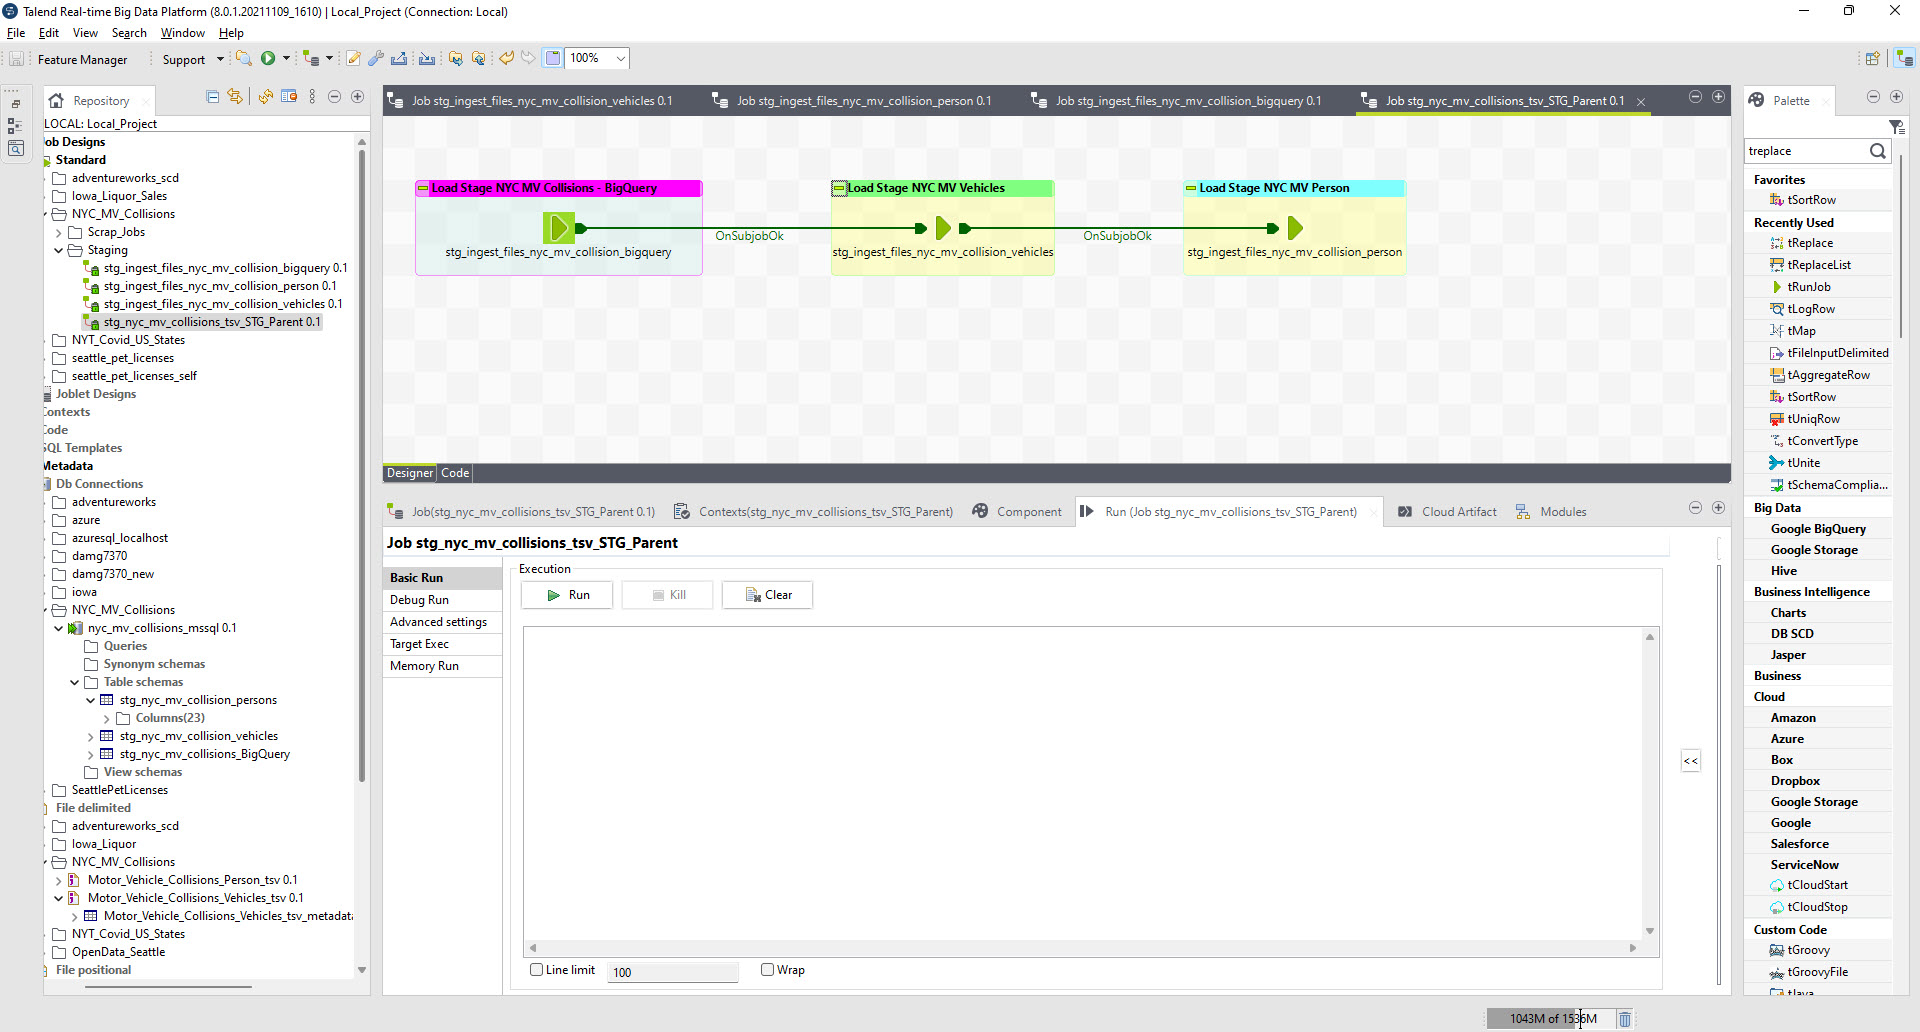 Talend Real-time Big Data Platform (8.0.1.20211109_1610) | Local_Project (Connection: Local)
File Edit View Search Window Help
Feature Manager Support 100%
Repository
LOCAL: Local_Project
ob Designs
Standard
adventureworks_scd
Iowa_Liquor_Sales
NYC_MV_Collisions
Scrap_Jobs
Staging
stg_ingest_files_nyc_mv_collision_bigquery 0.1
stg_ingest_files_nyc_mv_collision_person 0.1
stg_ingest_files_nyc_mv_collision_vehicles 0.1
stg_nyc_mv_collisions_tsv_STG_Parent 0.1
NYT_Covid_US_States
seattle_pet_licenses
seattle_pet_licenses_self
Joblet Designs
Contexts
Code
SQL Templates
Metadata
Db Connections
adventureworks
azure
azuresql_localhost
damg7370
damg7370_new
iowa
NYC_MV_Collisions
nyc_mv_collisions_mssql 0.1
Queries
Synonym schemas
Table schemas
stg_nyc_mv_collision_persons
Columns(23)
stg_nyc_mv_collision_vehicles
stg_nyc_mv_collisions_BigQuery
View schemas
SeattlePetLicenses
File delimited
adventureworks_scd
Iowa_Liquor
NYC_MV_Collisions
Motor_Vehicle_Collisions_Person_tsv 0.1
Motor_Vehicle_Collisions_Vehicles_tsv 0.1
Motor_Vehicle_Collisions_Vehicles_tsv_metadata
NYT_Covid_US_States
OpenData_Seattle
File positional
Job stg_ingest_files_nyc_mv_collision_vehicles 0.1
Job stg_ingest_files_nyc_mv_collision_person 0.1
Job stg_ingest_files_nyc_mv_collision_bigquery 0.1
Job stg_nyc_mv_collisions_tsv_STG_Parent 0.1
Load Stage NYC MV Collisions - BigQuery
stg_ingest_files_nyc_mv_collision_bigquery
OnSubjobOk
Load Stage NYC MV Vehicles
stg_ingest_files_nyc_mv_collision_vehicles
OnSubjobOk
Load Stage NYC MV Person
stg_ingest_files_nyc_mv_collision_person
Designer Code
Job(stg_nyc_mv_collisions_tsv_STG_Parent 0.1)
Contexts(stg_nyc_mv_collisions_tsv_STG_Parent)
Component
Run (Job stg_nyc_mv_collisions_tsv_STG_Parent)
Cloud Artifact
Modules
Job stg_nyc_mv_collisions_tsv_STG_Parent
Basic Run
Debug Run
Advanced settings
Target Exec
Memory Run
Execution
Run Kill Clear
<<
Line limit 100 Wrap
Palette
treplace
Favorites
tSortRow
Recently Used
tReplace
tReplaceList
tRunJob
tLogRow
tMap
tFileInputDelimited
tAggregateRow
tSortRow
tUniqRow
tConvertType
tUnite
tSchemaComplia...
Big Data
Google BigQuery
Google Storage
Hive
Business Intelligence
Charts
DB SCD
Jasper
Business
Cloud
Amazon
Azure
Box
Dropbox
Google Storage
Google
Salesforce
ServiceNow
tCloudStart
tCloudStop
Custom Code
tGroovy
tGroovyFile
tJava
1043M of 1536M